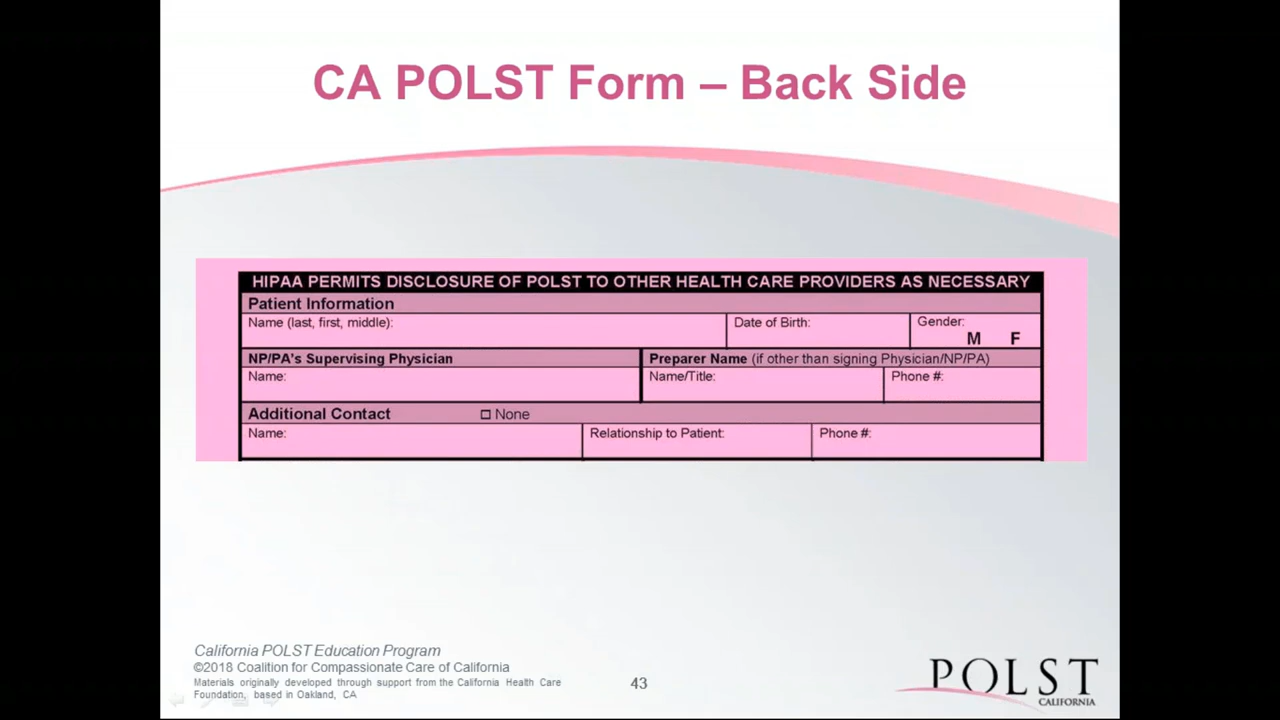 CA POLST Form – Back Side
HIPAA PERMITS DISCLOSURE OF POLST TO OTHER HEALTH CARE PROVIDERS AS NECESSARY
Patient Information
Name (last, first, middle): Date of Birth: Gender:
M F
NP/PA's Supervising Physician Preparer Name (if other than signing Physician/NP/PA)
Name: Name/Title: Phone #:
Additional Contact ☐ None
Name: Relationship to Patient: Phone #:
California POLST Education Program
©2018 Coalition for Compassionate Care of California
Materials originally developed through support from the California Health Care
Foundation, based in Oakland, CA
43
POLST
CALIFORNIA